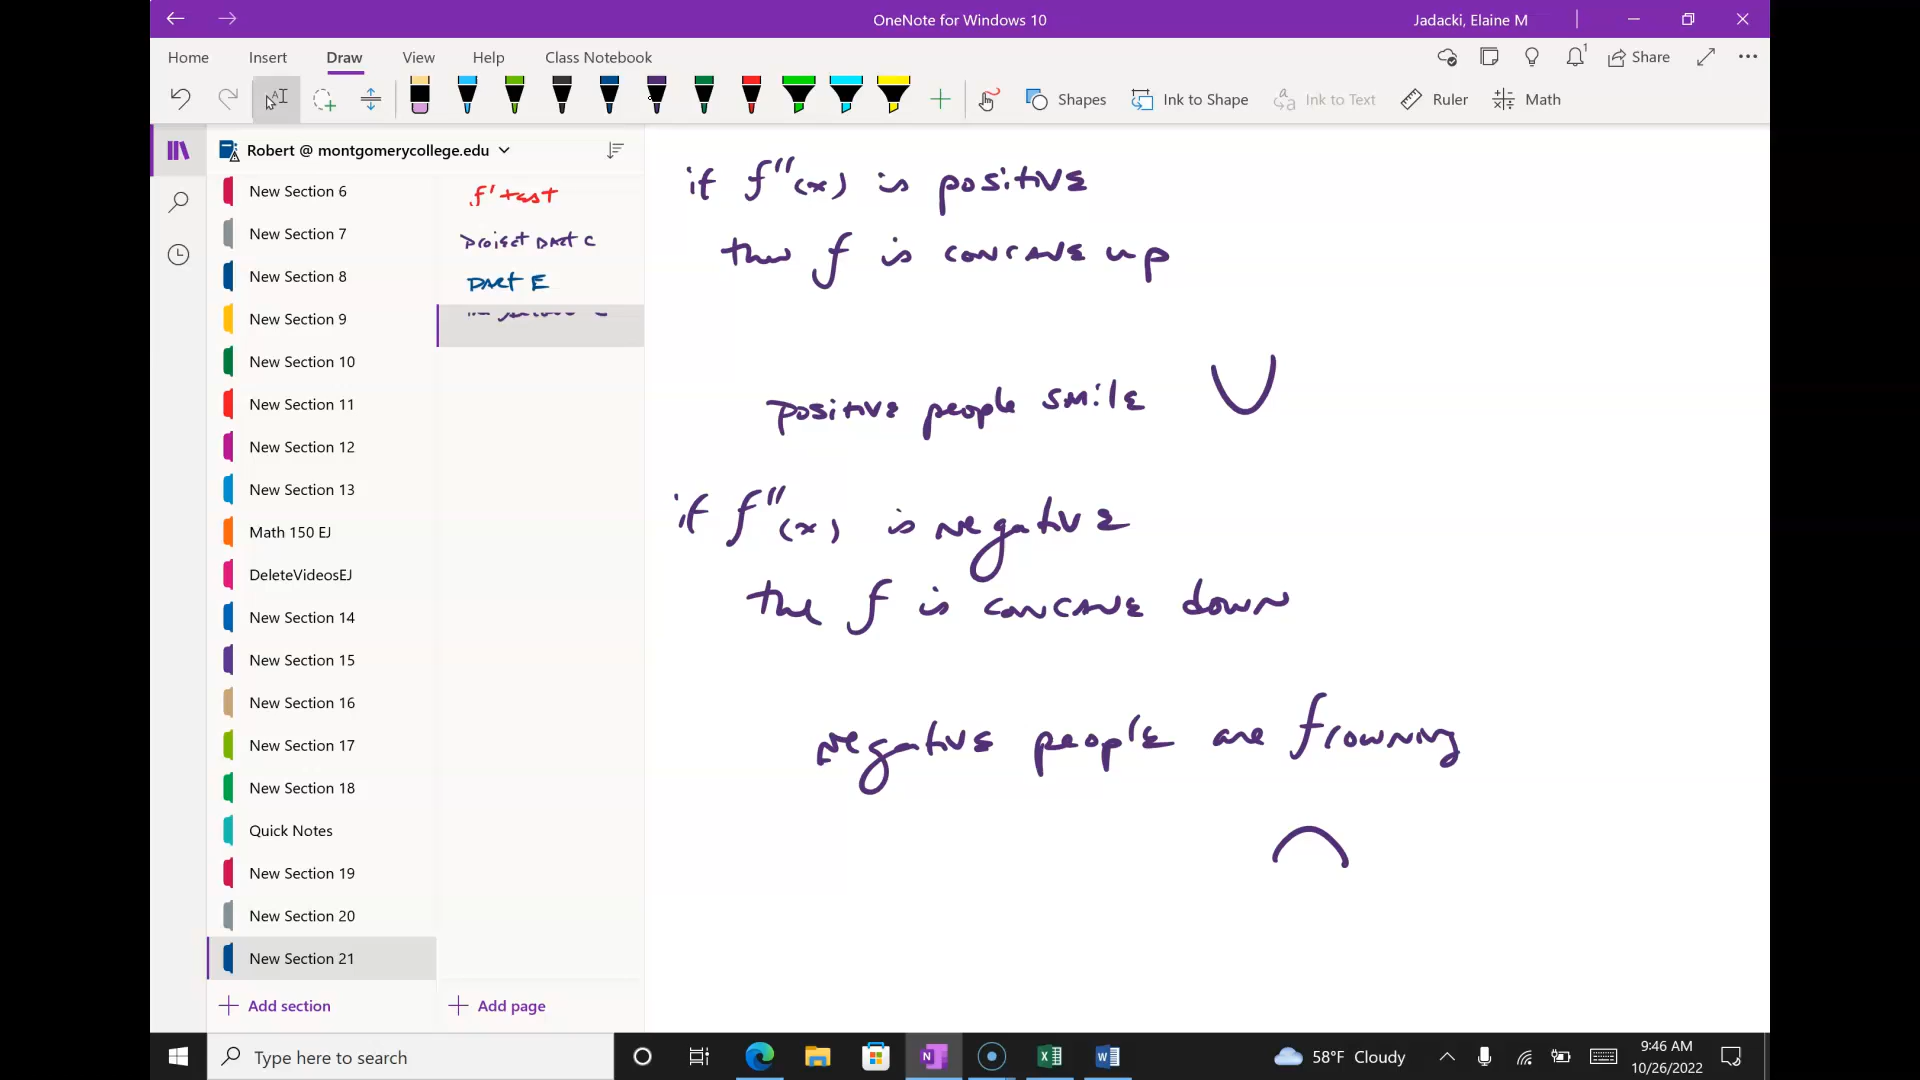 OneNote for Windows 10
Jadacki, Elaine M
Home Insert Draw View Help Class Notebook
1
Share
Shapes
Ink to Shape
Ink to Text
Ruler
Math
Robert @ montgomerycollege.edu
New Section 6
New Section 7
New Section 8
New Section 9
New Section 10
New Section 11
New Section 12
New Section 13
Math 150 EJ
DeleteVideosEJ
New Section 14
New Section 15
New Section 16
New Section 17
New Section 18
Quick Notes
New Section 19
New Section 20
New Section 21
Add section
f' test
project part c
part E
Add page
if f''(x) is positive
then f is concave up
positive people smile
if f''(x) is negative
the f is concave down
negative people are frowning
Type here to search
58°F Cloudy
9:46 AM
10/26/2022